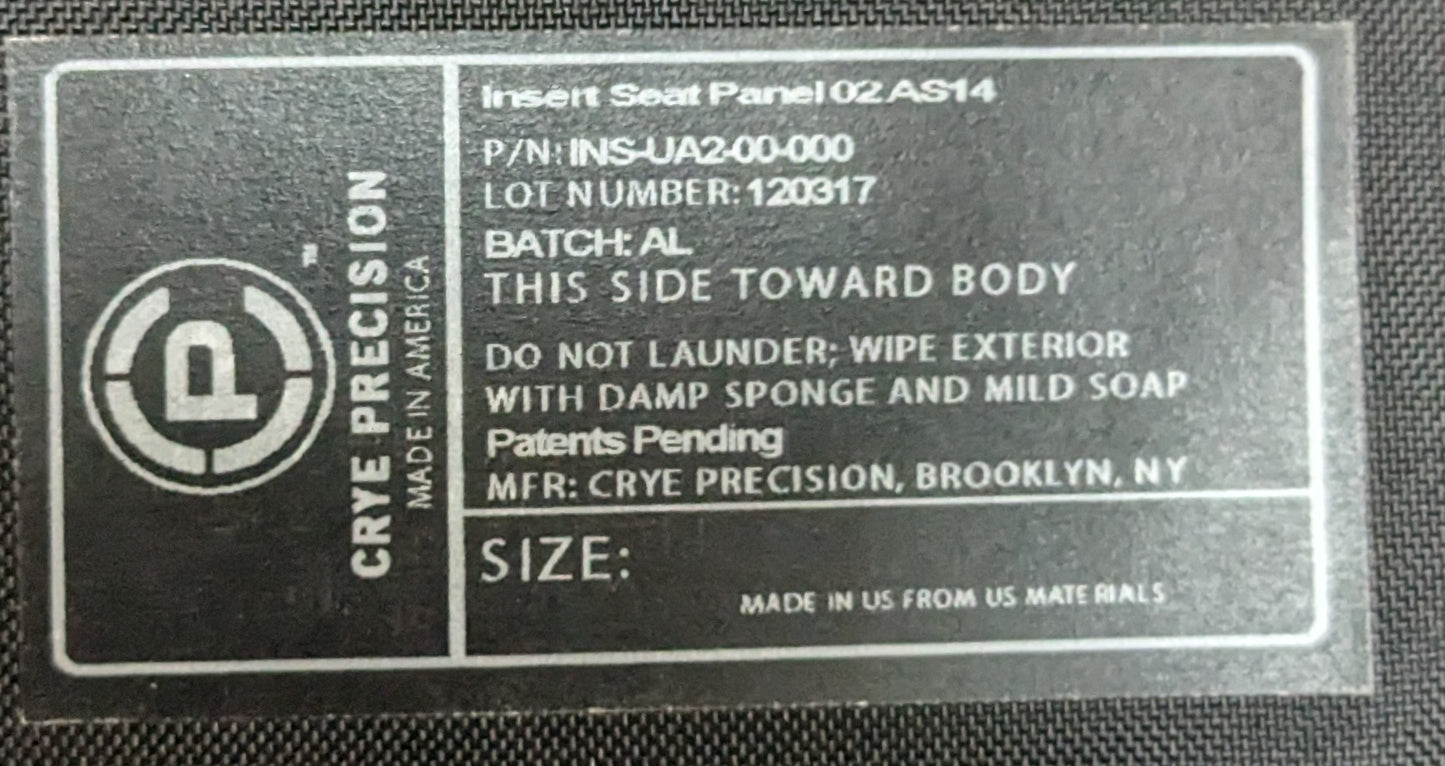 CP
™
CRYE PRECISION
MADE IN AMERICA
Insert Seat Panel 02 AS14
P/N: INS-UA2-00-000
LOT NUMBER: 120317
BATCH: AL
THIS SIDE TOWARD BODY
DO NOT LAUNDER; WIPE EXTERIOR
WITH DAMP SPONGE AND MILD SOAP
Patents Pending
MFR: CRYE PRECISION, BROOKLYN, NY
SIZE:
MADE IN US FROM US MATERIALS